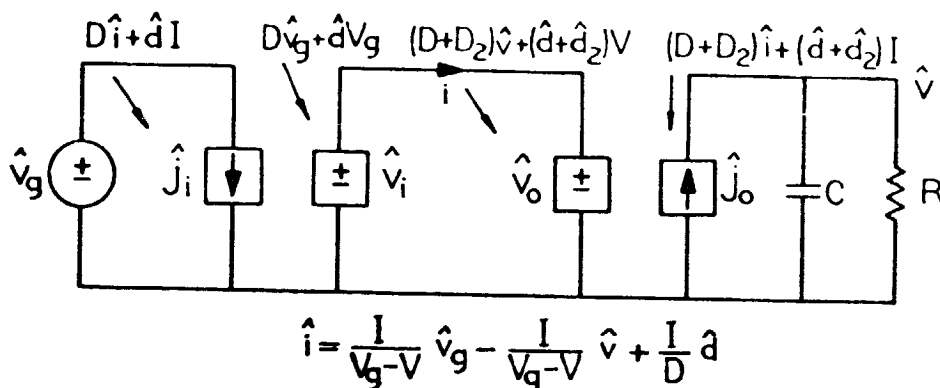 Dî+d̂I
Dv̂g+d̂Vg
(D+D₂)v̂+(d̂+d̂₂)V
(D+D₂)î+(d̂+d̂₂)I
v̂
i
v̂g
±
ĵi
±
v̂i
v̂o
±
ĵo
C
R
î = I/(Vg-V) v̂g - I/(Vg-V) v̂ + I/D d̂